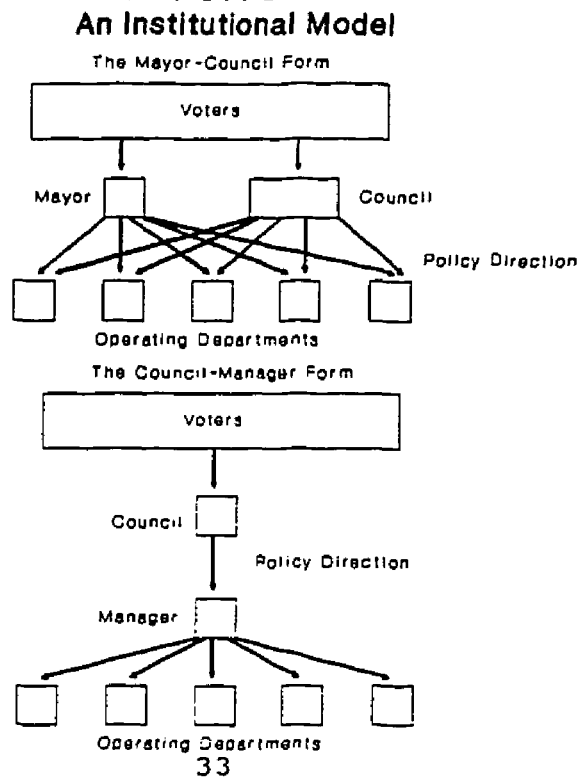 An Institutional Model
The Mayor-Council Form
Voters
Mayor
Council
Policy Direction
Operating Departments
The Council-Manager Form
Voters
Council
Policy Direction
Manager
Operating Departments
33